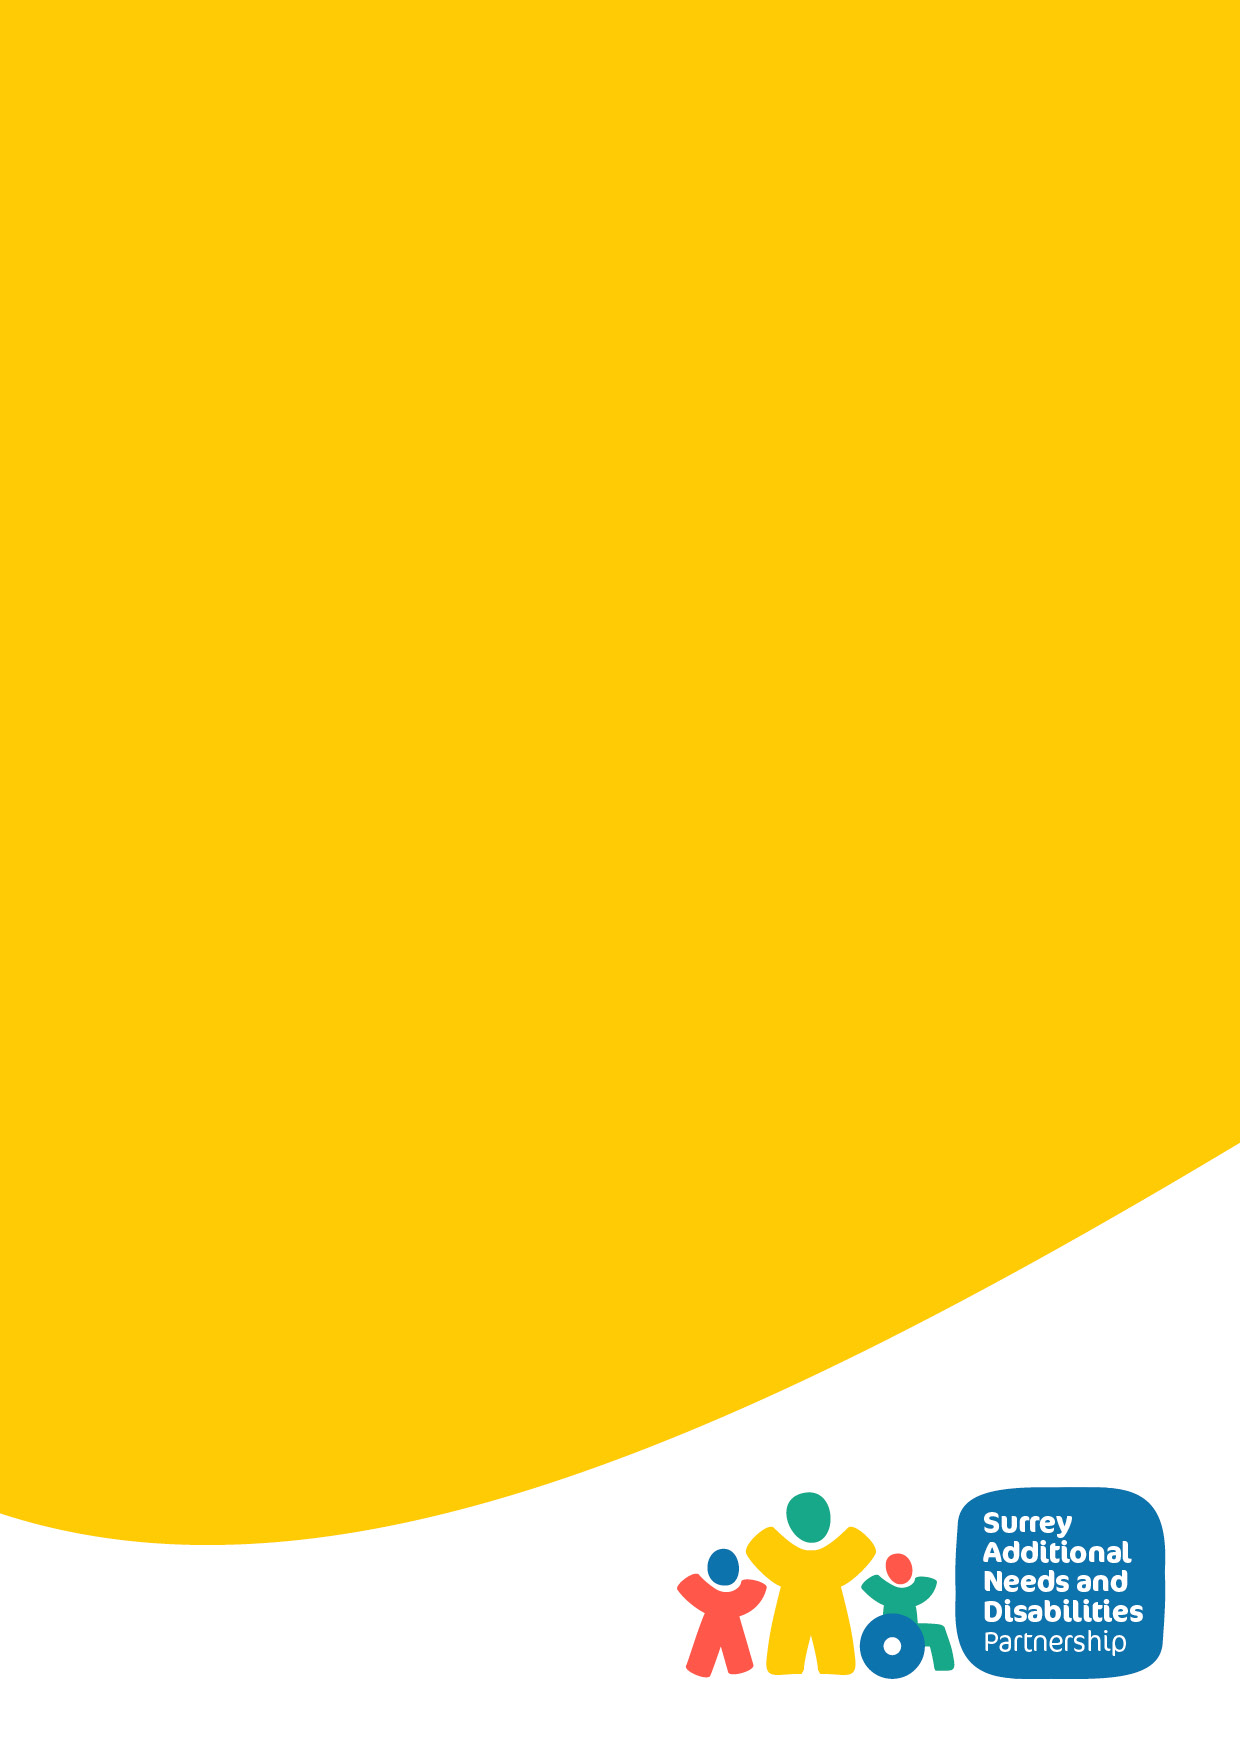 Surrey
Additional
Needs and
Disabilities
Partnership